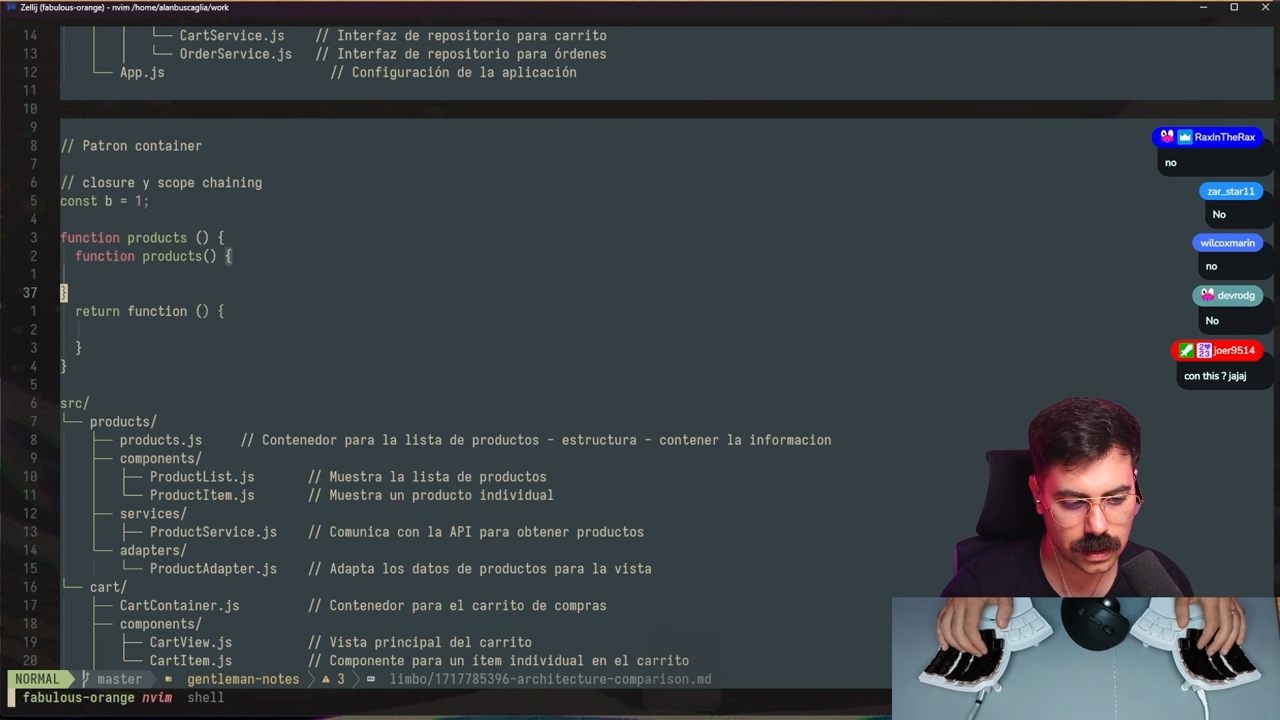 Zellij (fabulous-orange) - nvim /home/alanbuscaglia/work
14 │ │ └── CartService.js // Interfaz de repositorio para carrito
13 │ └── OrderService.js // Interfaz de repositorio para órdenes
12 └── App.js // Configuración de la aplicación
11
10
9
8 // Patron container
7
6 // closure y scope chaining
5 const b = 1;
4
3 function products () {
2 function products() {
1
37 }
1 return function () {
2
3 }
4 }
5
6 src/
7 └── products/
8 ├── products.js // Contenedor para la lista de productos - estructura - contener la informacion
9 ├── components/
10 │ ├── ProductList.js // Muestra la lista de productos
11 │ └── ProductItem.js // Muestra un producto individual
12 ├── services/
13 │ ├── ProductService.js // Comunica con la API para obtener productos
14 └── adapters/
15 └── ProductAdapter.js // Adapta los datos de productos para la vista
16 └── cart/
17 ├── CartContainer.js // Contenedor para el carrito de compras
18 ├── components/
19 │ ├── CartView.js // Vista principal del carrito
20 │ └── CartItem.js // Componente para un ítem individual en el carrito
NORMAL master gentleman-notes 3 limbo/1717785396-architecture-comparison.md
fabulous-orange nvim shell
RaxInTheRax
no
zar_star11
No
wilcoxmarin
no
devrodg
No
joer9514
con this ? jajaj